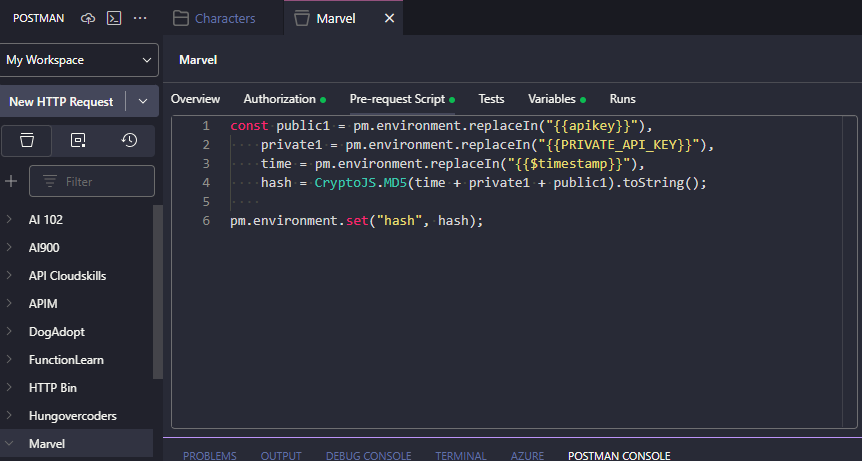 POSTMAN
Characters
Marvel
My Workspace
Marvel
New HTTP Request
Overview Authorization Pre-request Script Tests Variables Runs
Filter
1 const public1 = pm.environment.replaceIn("{{apikey}}"),
2 private1 = pm.environment.replaceIn("{{PRIVATE_API_KEY}}"),
3 time = pm.environment.replaceIn("{{$timestamp}}"),
4 hash = CryptoJS.MD5(time + private1 + public1).toString();
5
6 pm.environment.set("hash", hash);
AI 102
AI900
API Cloudskills
APIM
DogAdopt
FunctionLearn
HTTP Bin
Hungovercoders
Marvel
PROBLEMS OUTPUT DEBUG CONSOLE TERMINAL AZURE POSTMAN CONSOLE